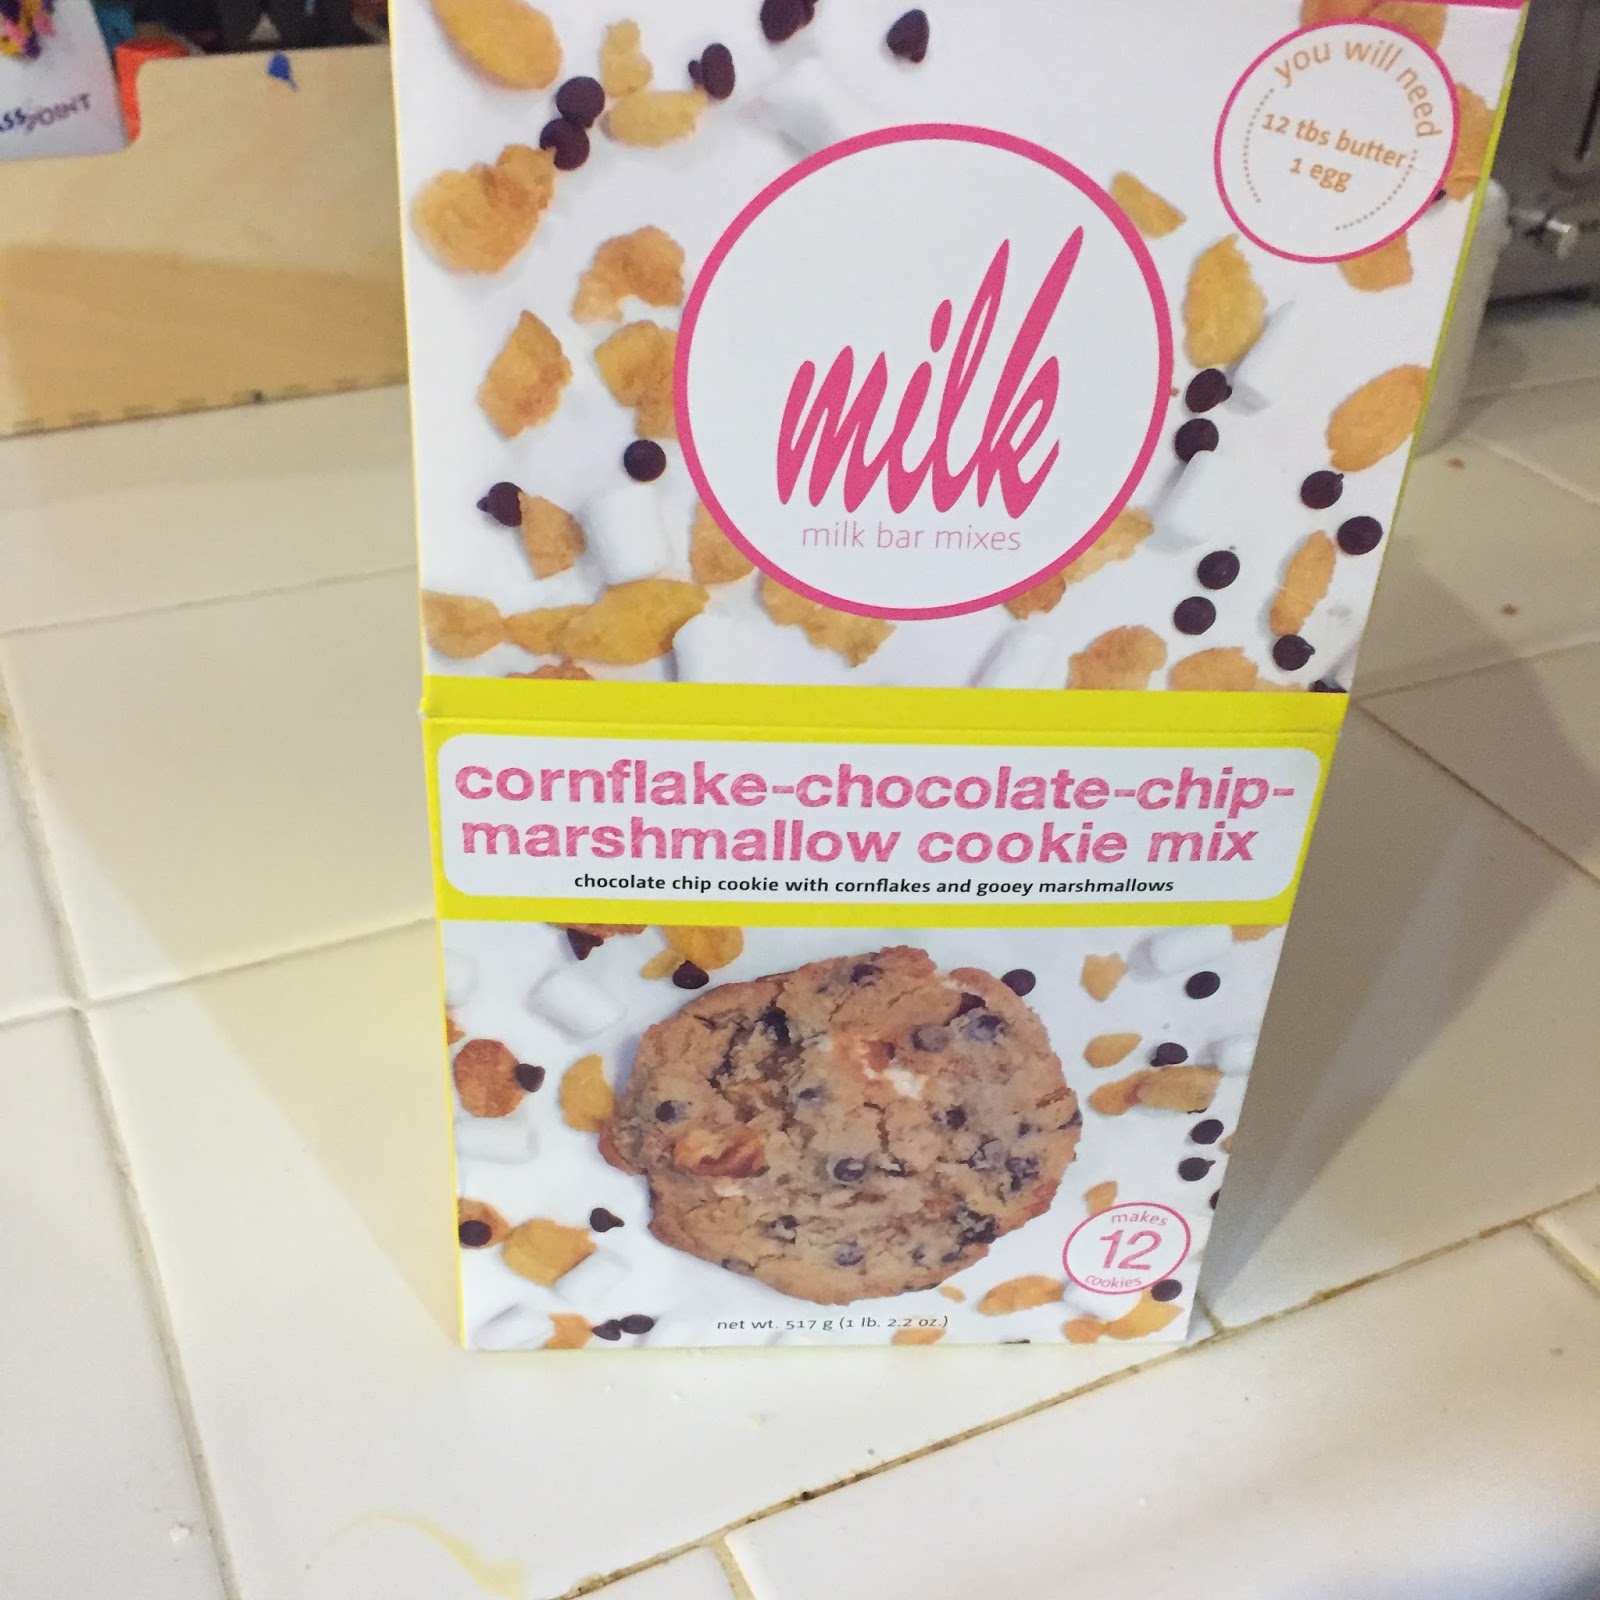 POINT
you will need
12 tbs butter
1 egg
milk
milk bar mixes
cornflake-chocolate-chip-
marshmallow cookie mix
chocolate chip cookie with cornflakes and gooey marshmallows
makes
12
cookies
net wt. 517 g (1 lb. 2.2 oz.)